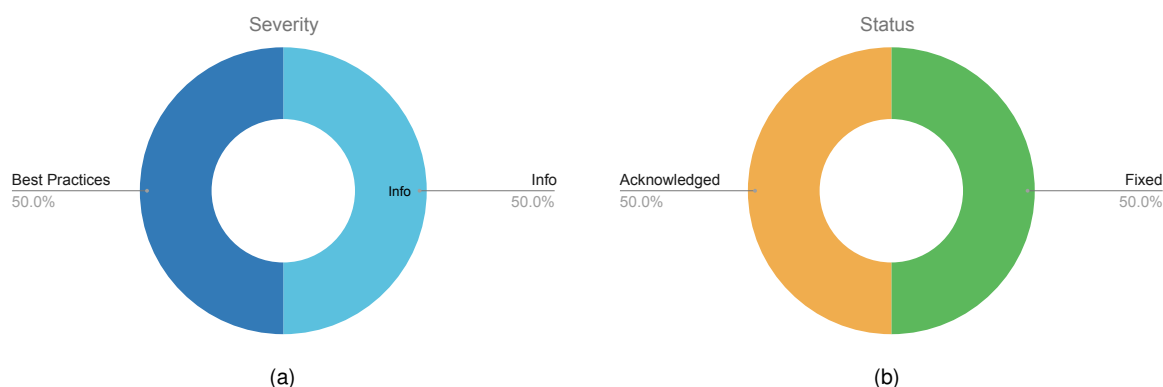 Severity
Best Practices
50.0%
Info
Info
50.0%
(a)
Status
Acknowledged
50.0%
Fixed
50.0%
(b)